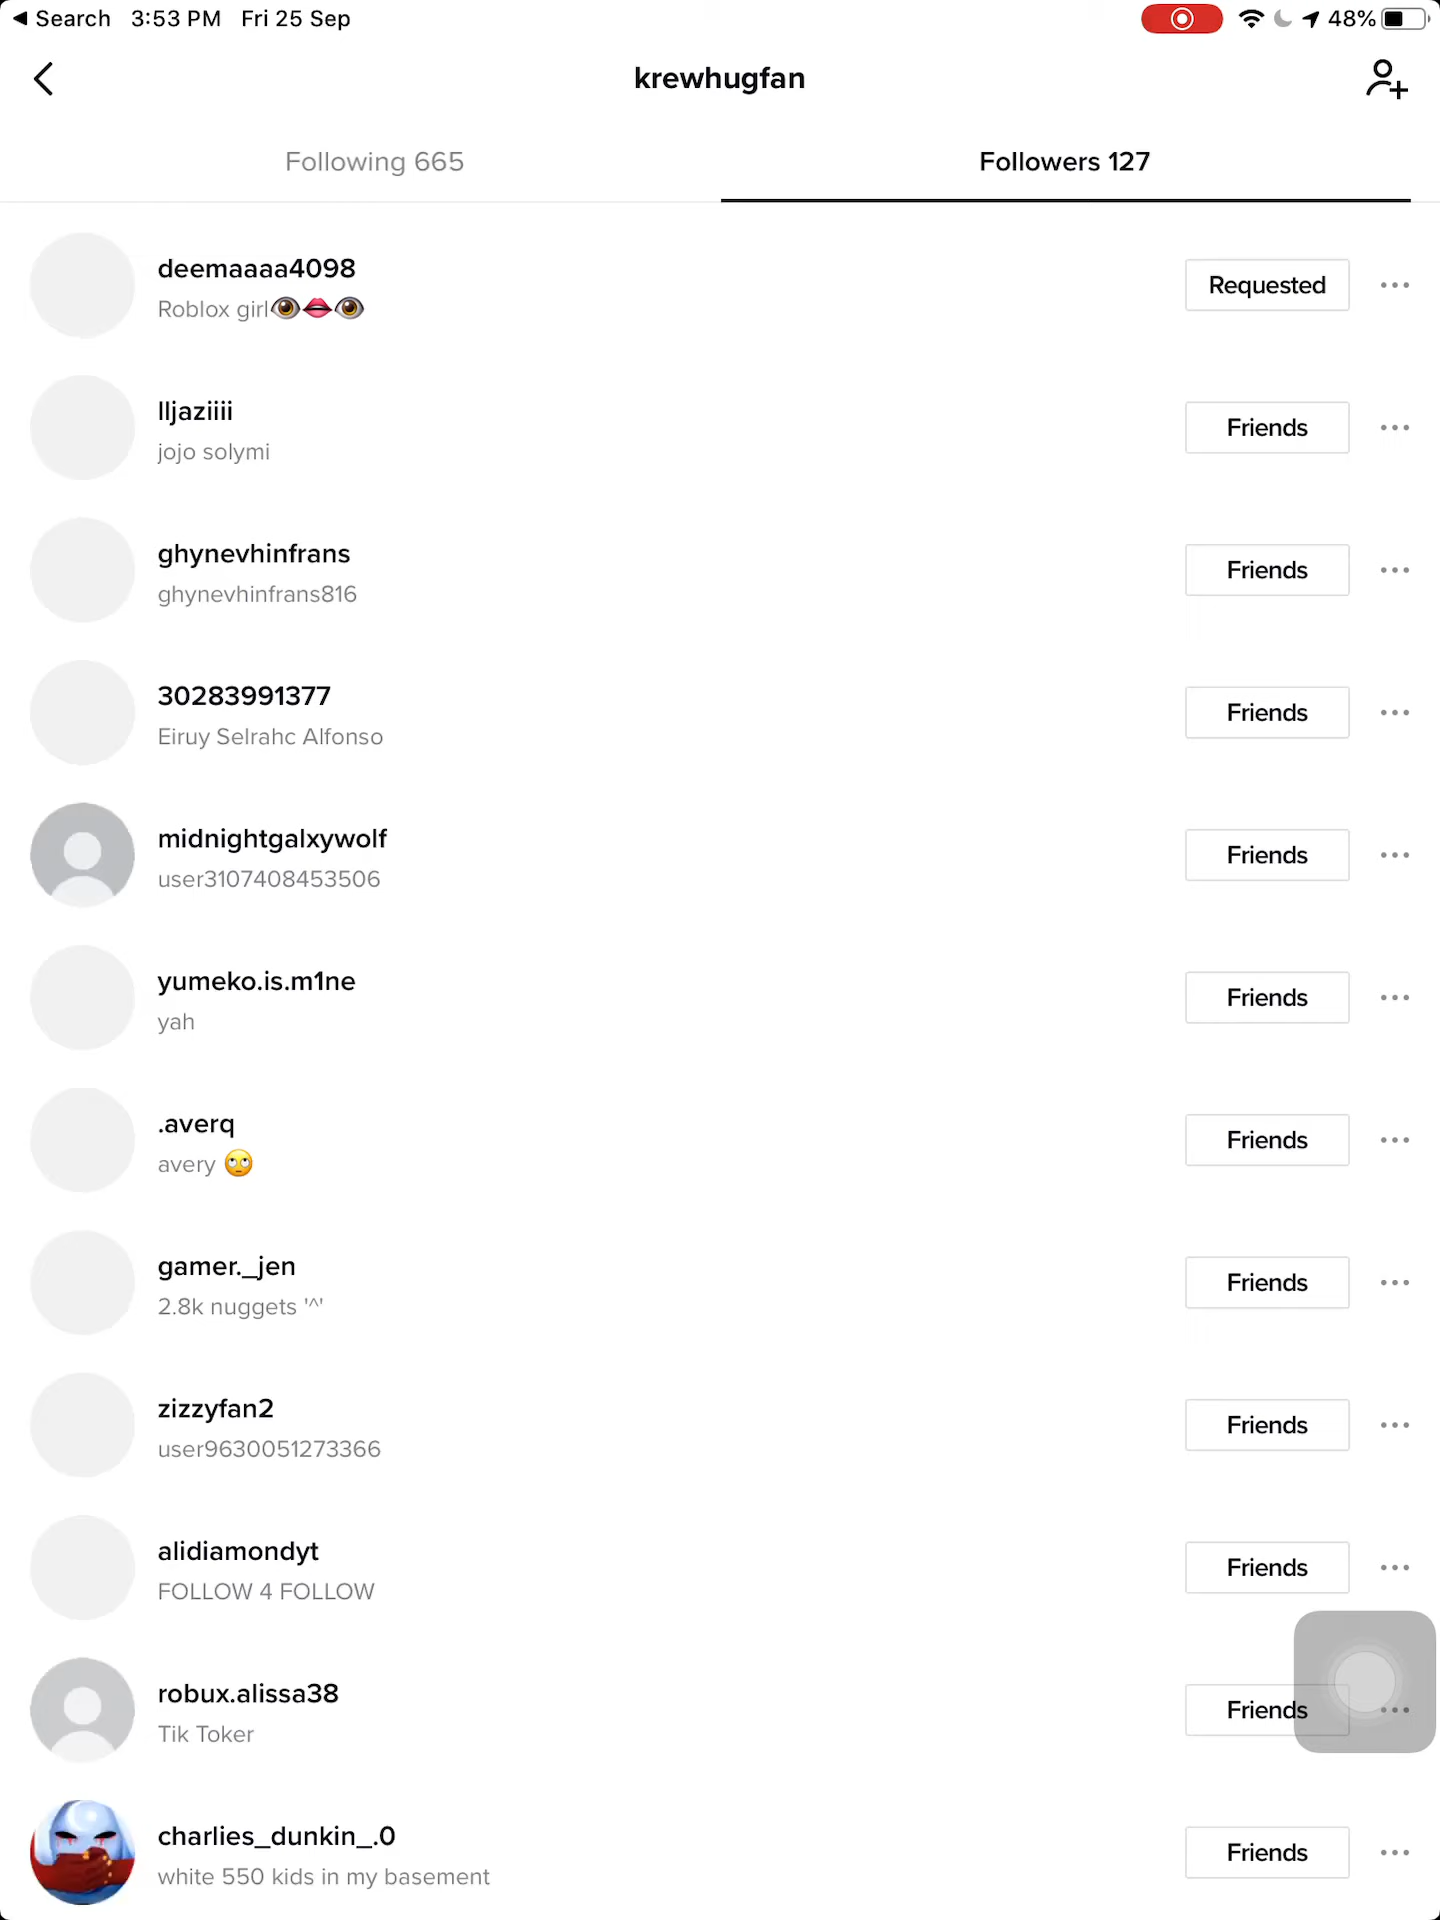 Search 3:53 PM Fri 25 Sep 48%
krewhugfan
Following 665 Followers 127
deemaaaa4098
Roblox girl👁️👄👁️
Requested
lljaziiii
jojo solymi
Friends
ghynevhinfrans
ghynevhinfrans816
Friends
30283991377
Eiruy Selrahc Alfonso
Friends
midnightgalxywolf
user3107408453506
Friends
yumeko.is.m1ne
yah
Friends
.averq
avery 🙄
Friends
gamer._jen
2.8k nuggets '^'
Friends
zizzyfan2
user9630051273366
Friends
alidiamondyt
FOLLOW 4 FOLLOW
Friends
robux.alissa38
Tik Toker
Friends
charlies_dunkin_.0
white 550 kids in my basement
Friends